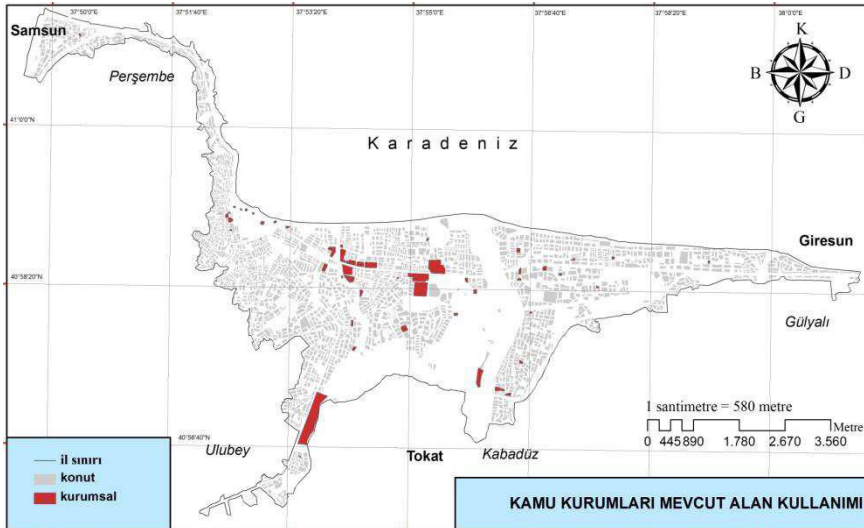 37°50'0"E 37°51'40"E 37°53'20"E 37°55'0"E 37°56'40"E 37°58'20"E 38°0'0"E
Samsun
K
Perşembe
B D
G
41°0'0"N
Karadeniz
Giresun
40°58'20"N
Gülyalı
1 santimetre = 580 metre
Metre
0 445 890 1.780 2.670 3.560
40°56'40"N
Ulubey
Tokat
Kabadüz
il sınırı
konut
kurumsal
KAMU KURUMLARI MEVCUT ALAN KULLANIMI